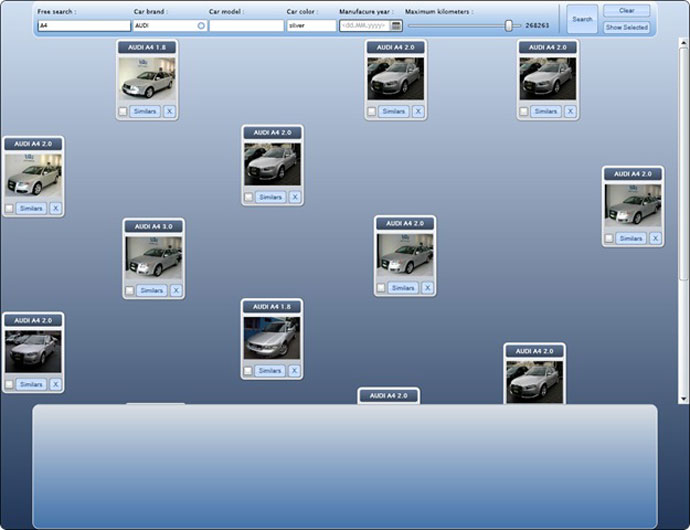 Free search : Car brand : Car model : Car color : Manufacure year : Maximum kilometers :
A4 AUDI silver <dd.MM.yyyy> 268263
Search
Clear
Show Selected
AUDI A4 1.8
Similars X
AUDI A4 2.0
Similars X
AUDI A4 2.0
Similars X
AUDI A4 2.0
Similars X
AUDI A4 2.0
Similars X
AUDI A4 2.0
Similars X
AUDI A4 3.0
Similars X
AUDI A4 2.0
Similars X
AUDI A4 2.0
Similars X
AUDI A4 1.8
Similars X
AUDI A4 2.0
AUDI A4 2.0